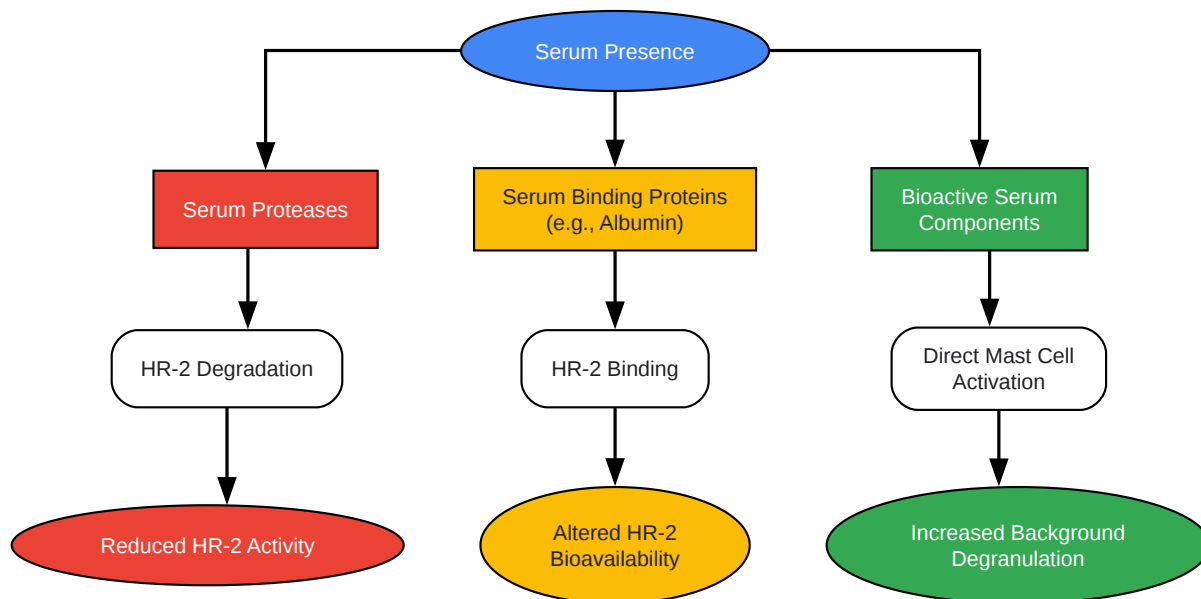 Serum Presence
Serum Proteases
Serum Binding Proteins
(e.g., Albumin)
Bioactive Serum
Components
HR-2 Degradation
HR-2 Binding
Direct Mast Cell
Activation
Reduced HR-2 Activity
Altered HR-2
Bioavailability
Increased Background
Degranulation